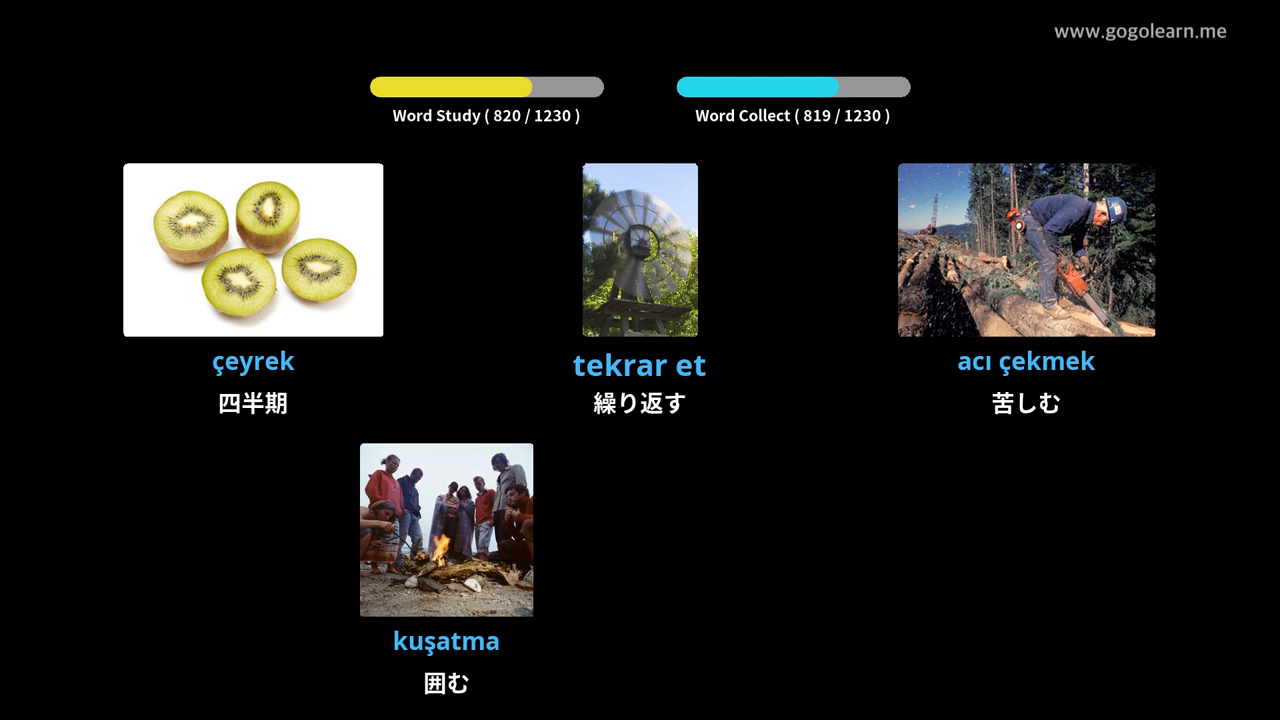 www.gogolearn.me
Word Study ( 820 / 1230 )
Word Collect ( 819 / 1230 )
çeyrek
四半期
tekrar et
繰り返す
acı çekmek
苦しむ
kuşatma
囲む